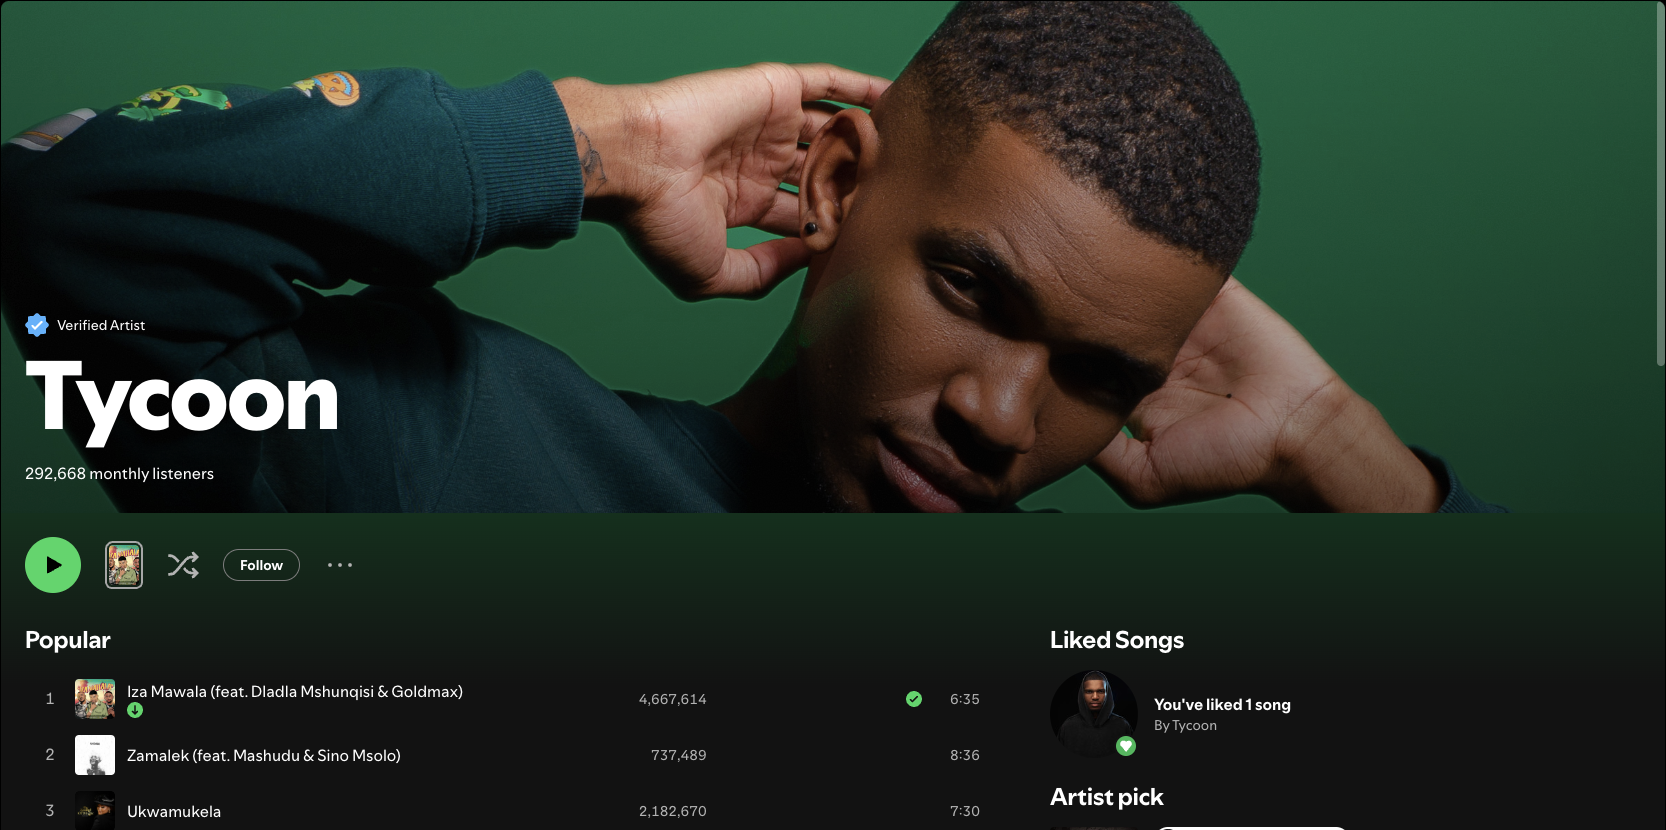 Verified Artist
Tycoon
292,668 monthly listeners
Follow
Popular
1
Iza Mawala (feat. Dladla Mshunqisi & Goldmax)
4,667,614
6:35
2
Zamalek (feat. Mashudu & Sino Msolo)
737,489
8:36
3
Ukwamukela
2,182,670
7:30
Liked Songs
You've liked 1 song
By Tycoon
Artist pick